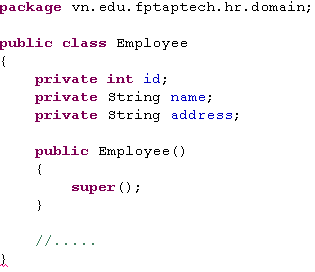 package vn.edu.fptaptech.hr.domain;
public class Employee
{
private int id;
private String name;
private String address;
public Employee()
{
super();
}
//.....
}